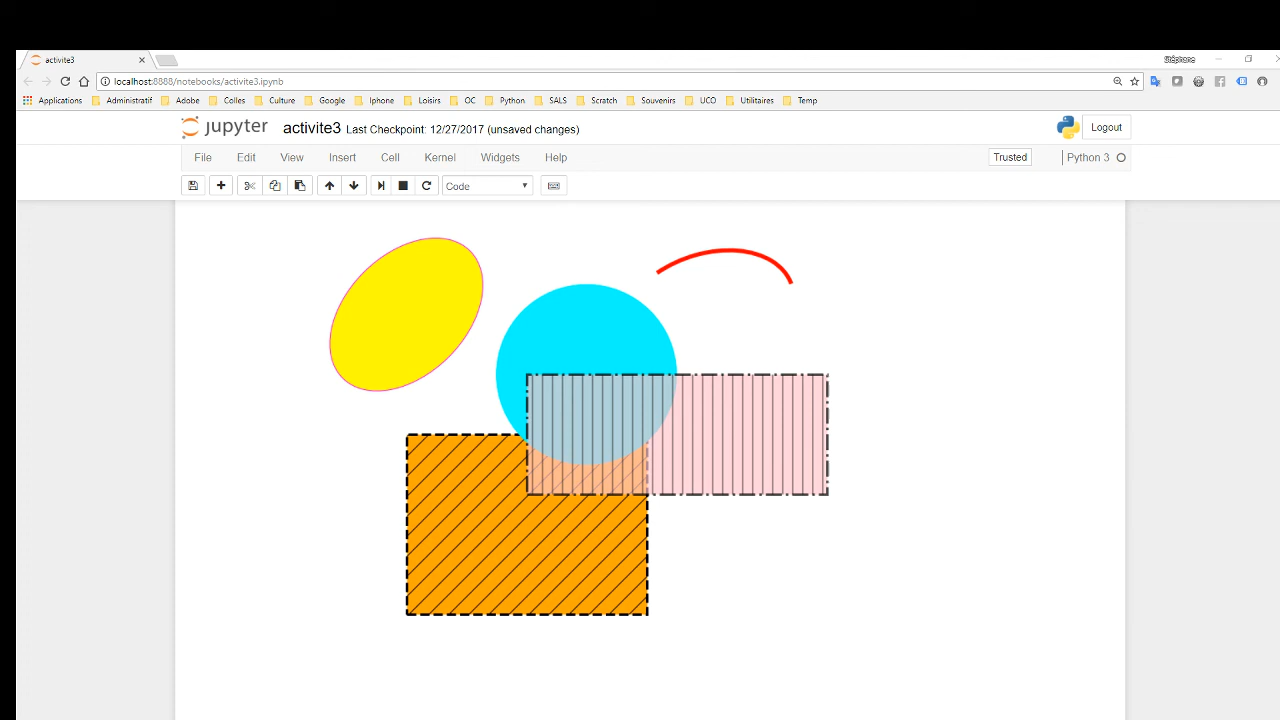 activite3
Stéphane
localhost:8888/notebooks/activite3.ipynb
Applications Administratif Adobe Colles Culture Google Iphone Loisirs OC Python SALS Scratch Souvenirs UCO Utilitaires Temp
jupyter activite3 Last Checkpoint 12/27/2017 (unsaved changes) Logout
File Edit View Insert Cell Kernel Widgets Help Trusted Python 3
Code